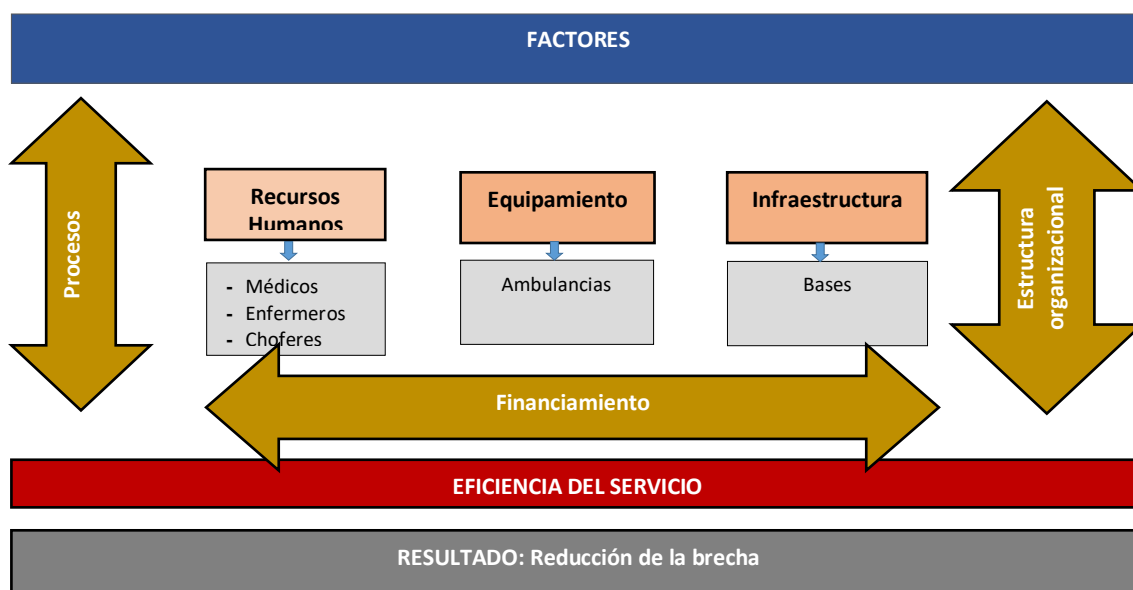 FACTORES
Procesos
Recursos
Humanos
- Médicos
- Enfermeros
- Choferes
Equipamiento
Ambulancias
Infraestructura
Bases
Estructura
organizacional
Financiamiento
EFICIENCIA DEL SERVICIO
RESULTADO: Reducción de la brecha